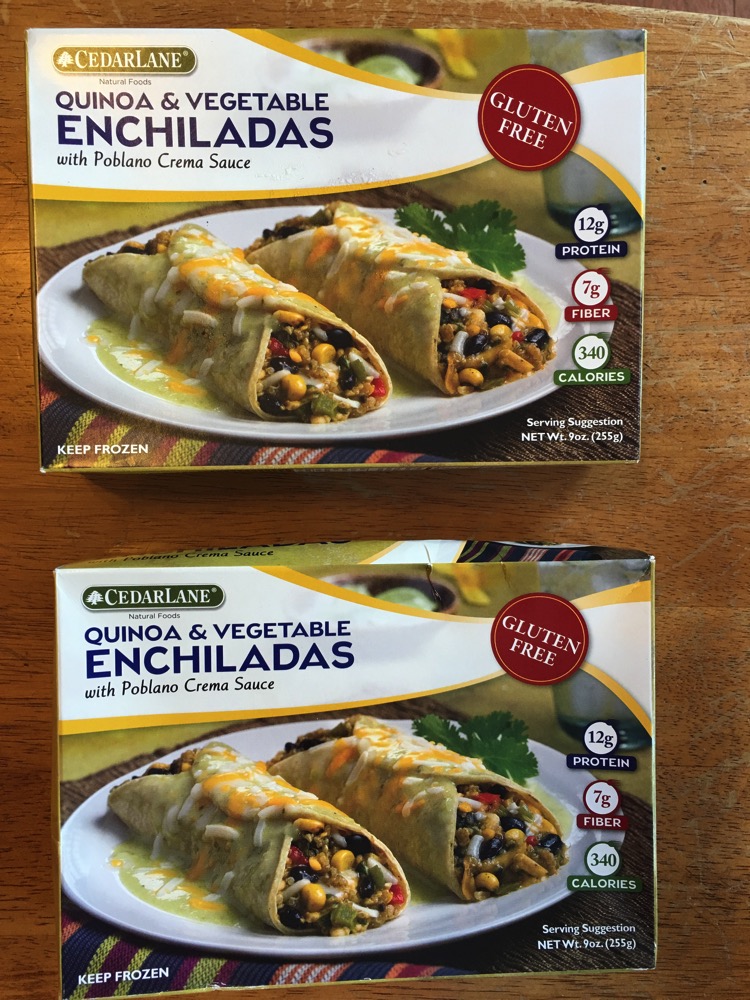 CEDARLANE®
Natural Foods
QUINOA & VEGETABLE
ENCHILADAS
with Poblano Crema Sauce
GLUTEN
FREE
12g
PROTEIN
7g
FIBER
340
CALORIES
Serving Suggestion
NET Wt. 9oz. (255g)
KEEP FROZEN
Poblano Crema Sauce
CEDARLANE®
Natural Foods
QUINOA & VEGETABLE
ENCHILADAS
with Poblano Crema Sauce
GLUTEN
FREE
12g
PROTEIN
7g
FIBER
340
CALORIES
Serving Suggestion
NET Wt. 9oz. (255g)
KEEP FROZEN